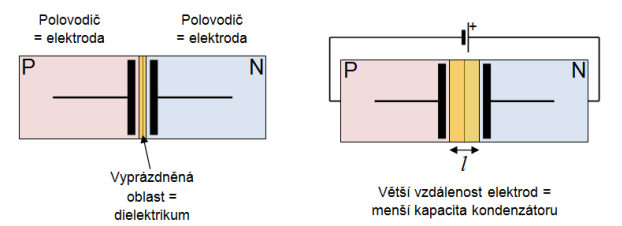 Polovodič
= elektroda
Polovodič
= elektroda
P
N
Vyprázdněná
oblast =
dielektrikum
+
P
N
l
Větší vzdálenost elektrod =
menší kapacita kondenzátoru